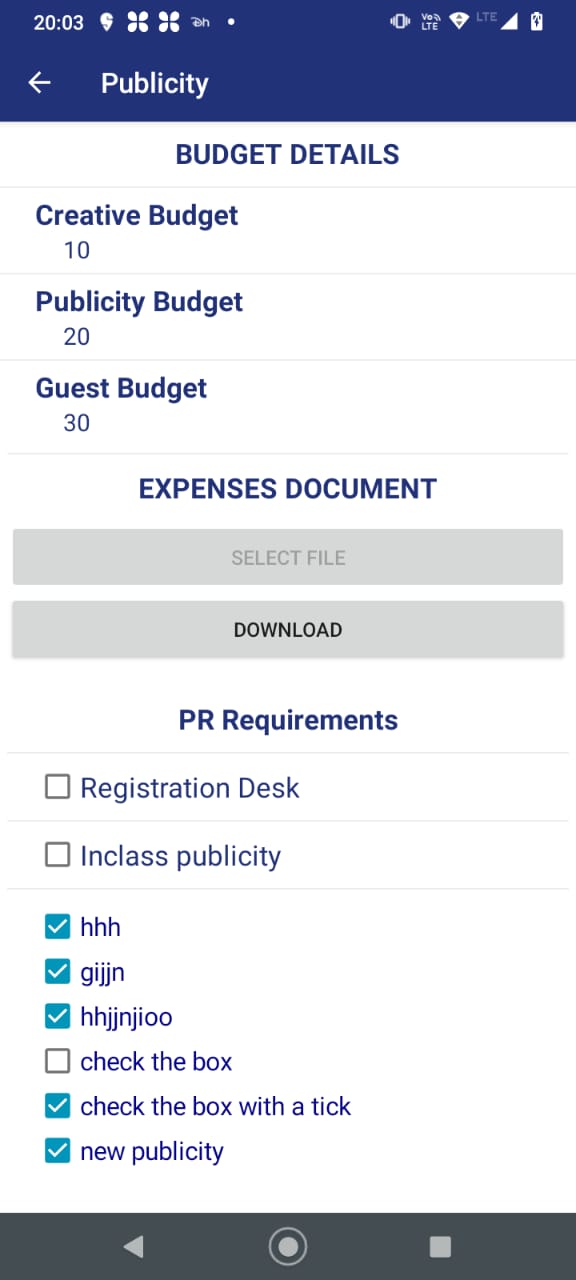 20:03
Vo))
LTE
LTE
Publicity
BUDGET DETAILS
Creative Budget
10
Publicity Budget
20
Guest Budget
30
EXPENSES DOCUMENT
SELECT FILE
DOWNLOAD
PR Requirements
Registration Desk
Inclass publicity
hhh
gijjn
hhjjnjioo
check the box
check the box with a tick
new publicity